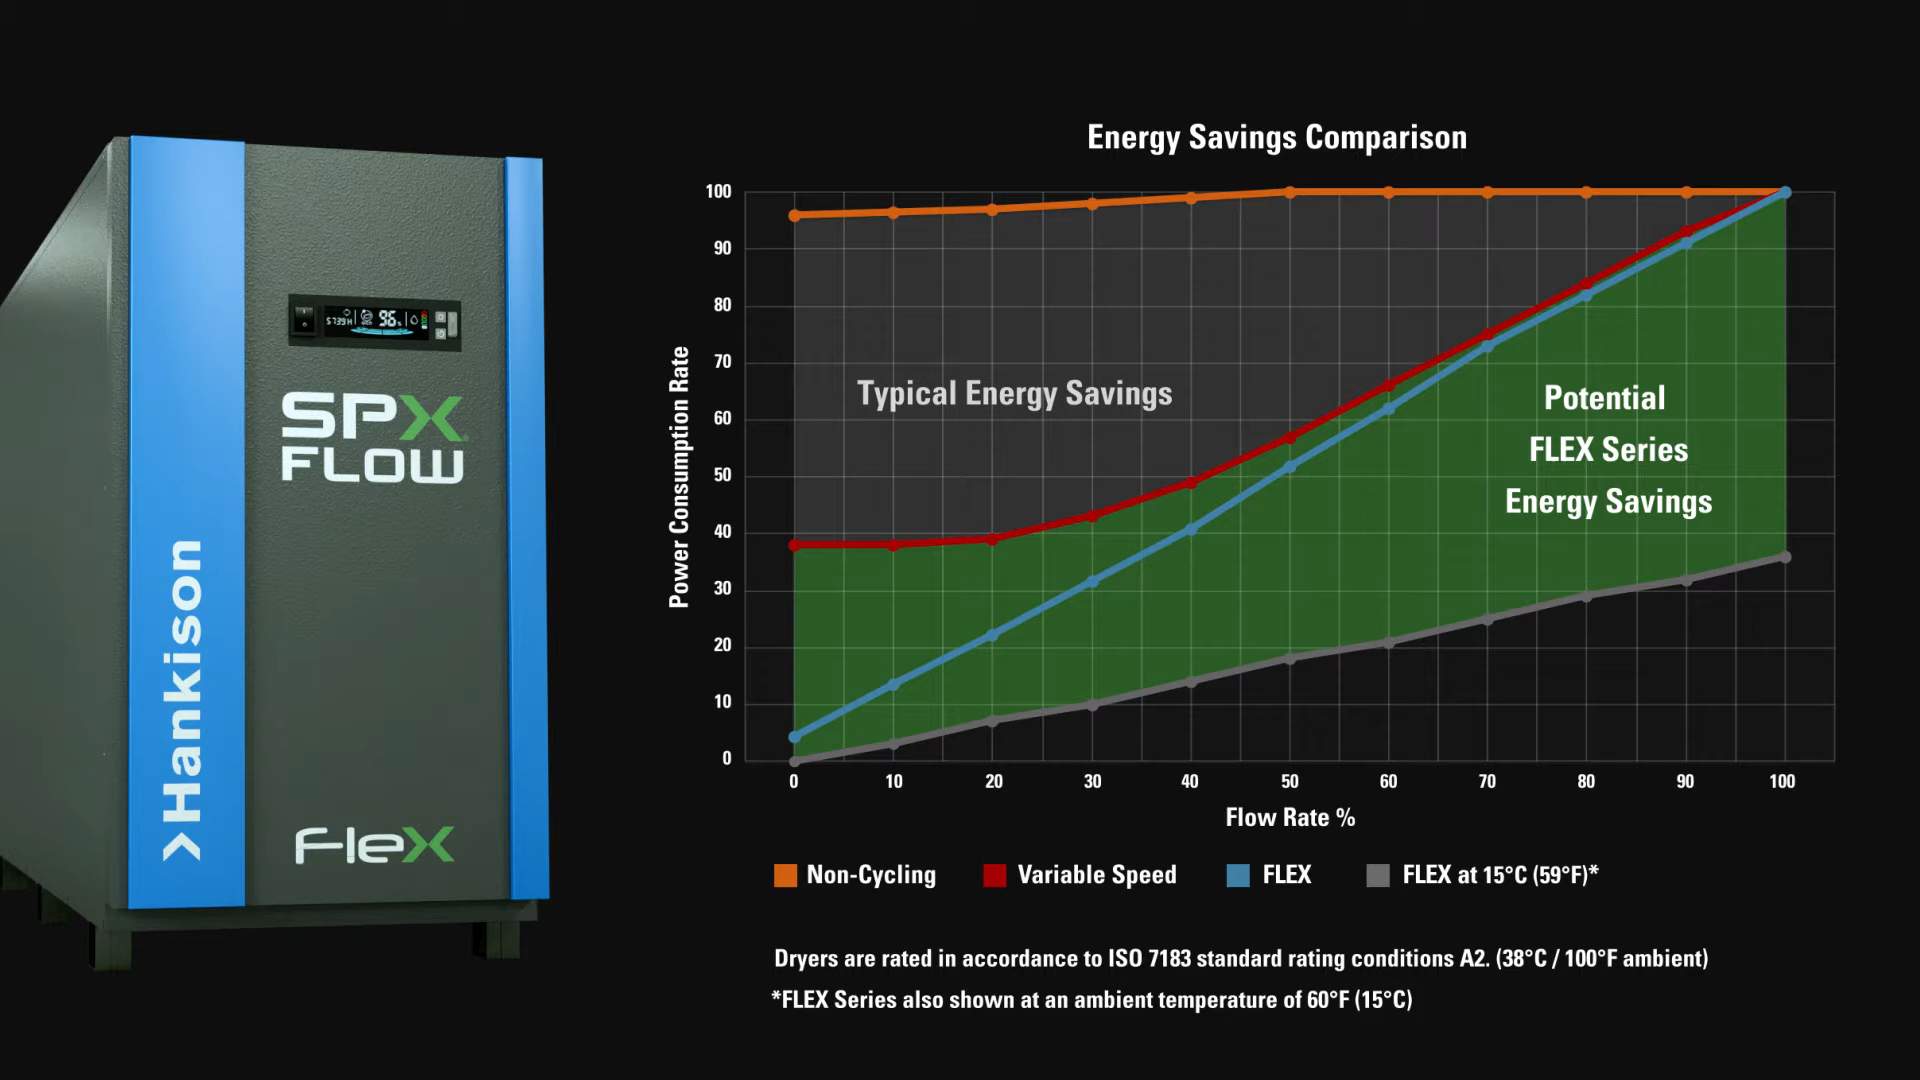 SPX
FLOW
Hankison
FleX
96
Energy Savings Comparison
100
90
80
70
60
50
40
30
20
10
0
Power Consumption Rate
Typical Energy Savings
Potential
FLEX Series
Energy Savings
0 10 20 30 40 50 60 70 80 90 100
Flow Rate %
Non-Cycling Variable Speed FLEX FLEX at 15°C (59°F)*
Dryers are rated in accordance to ISO 7183 standard rating conditions A2. (38°C / 100°F ambient)
*FLEX Series also shown at an ambient temperature of 60°F (15°C)